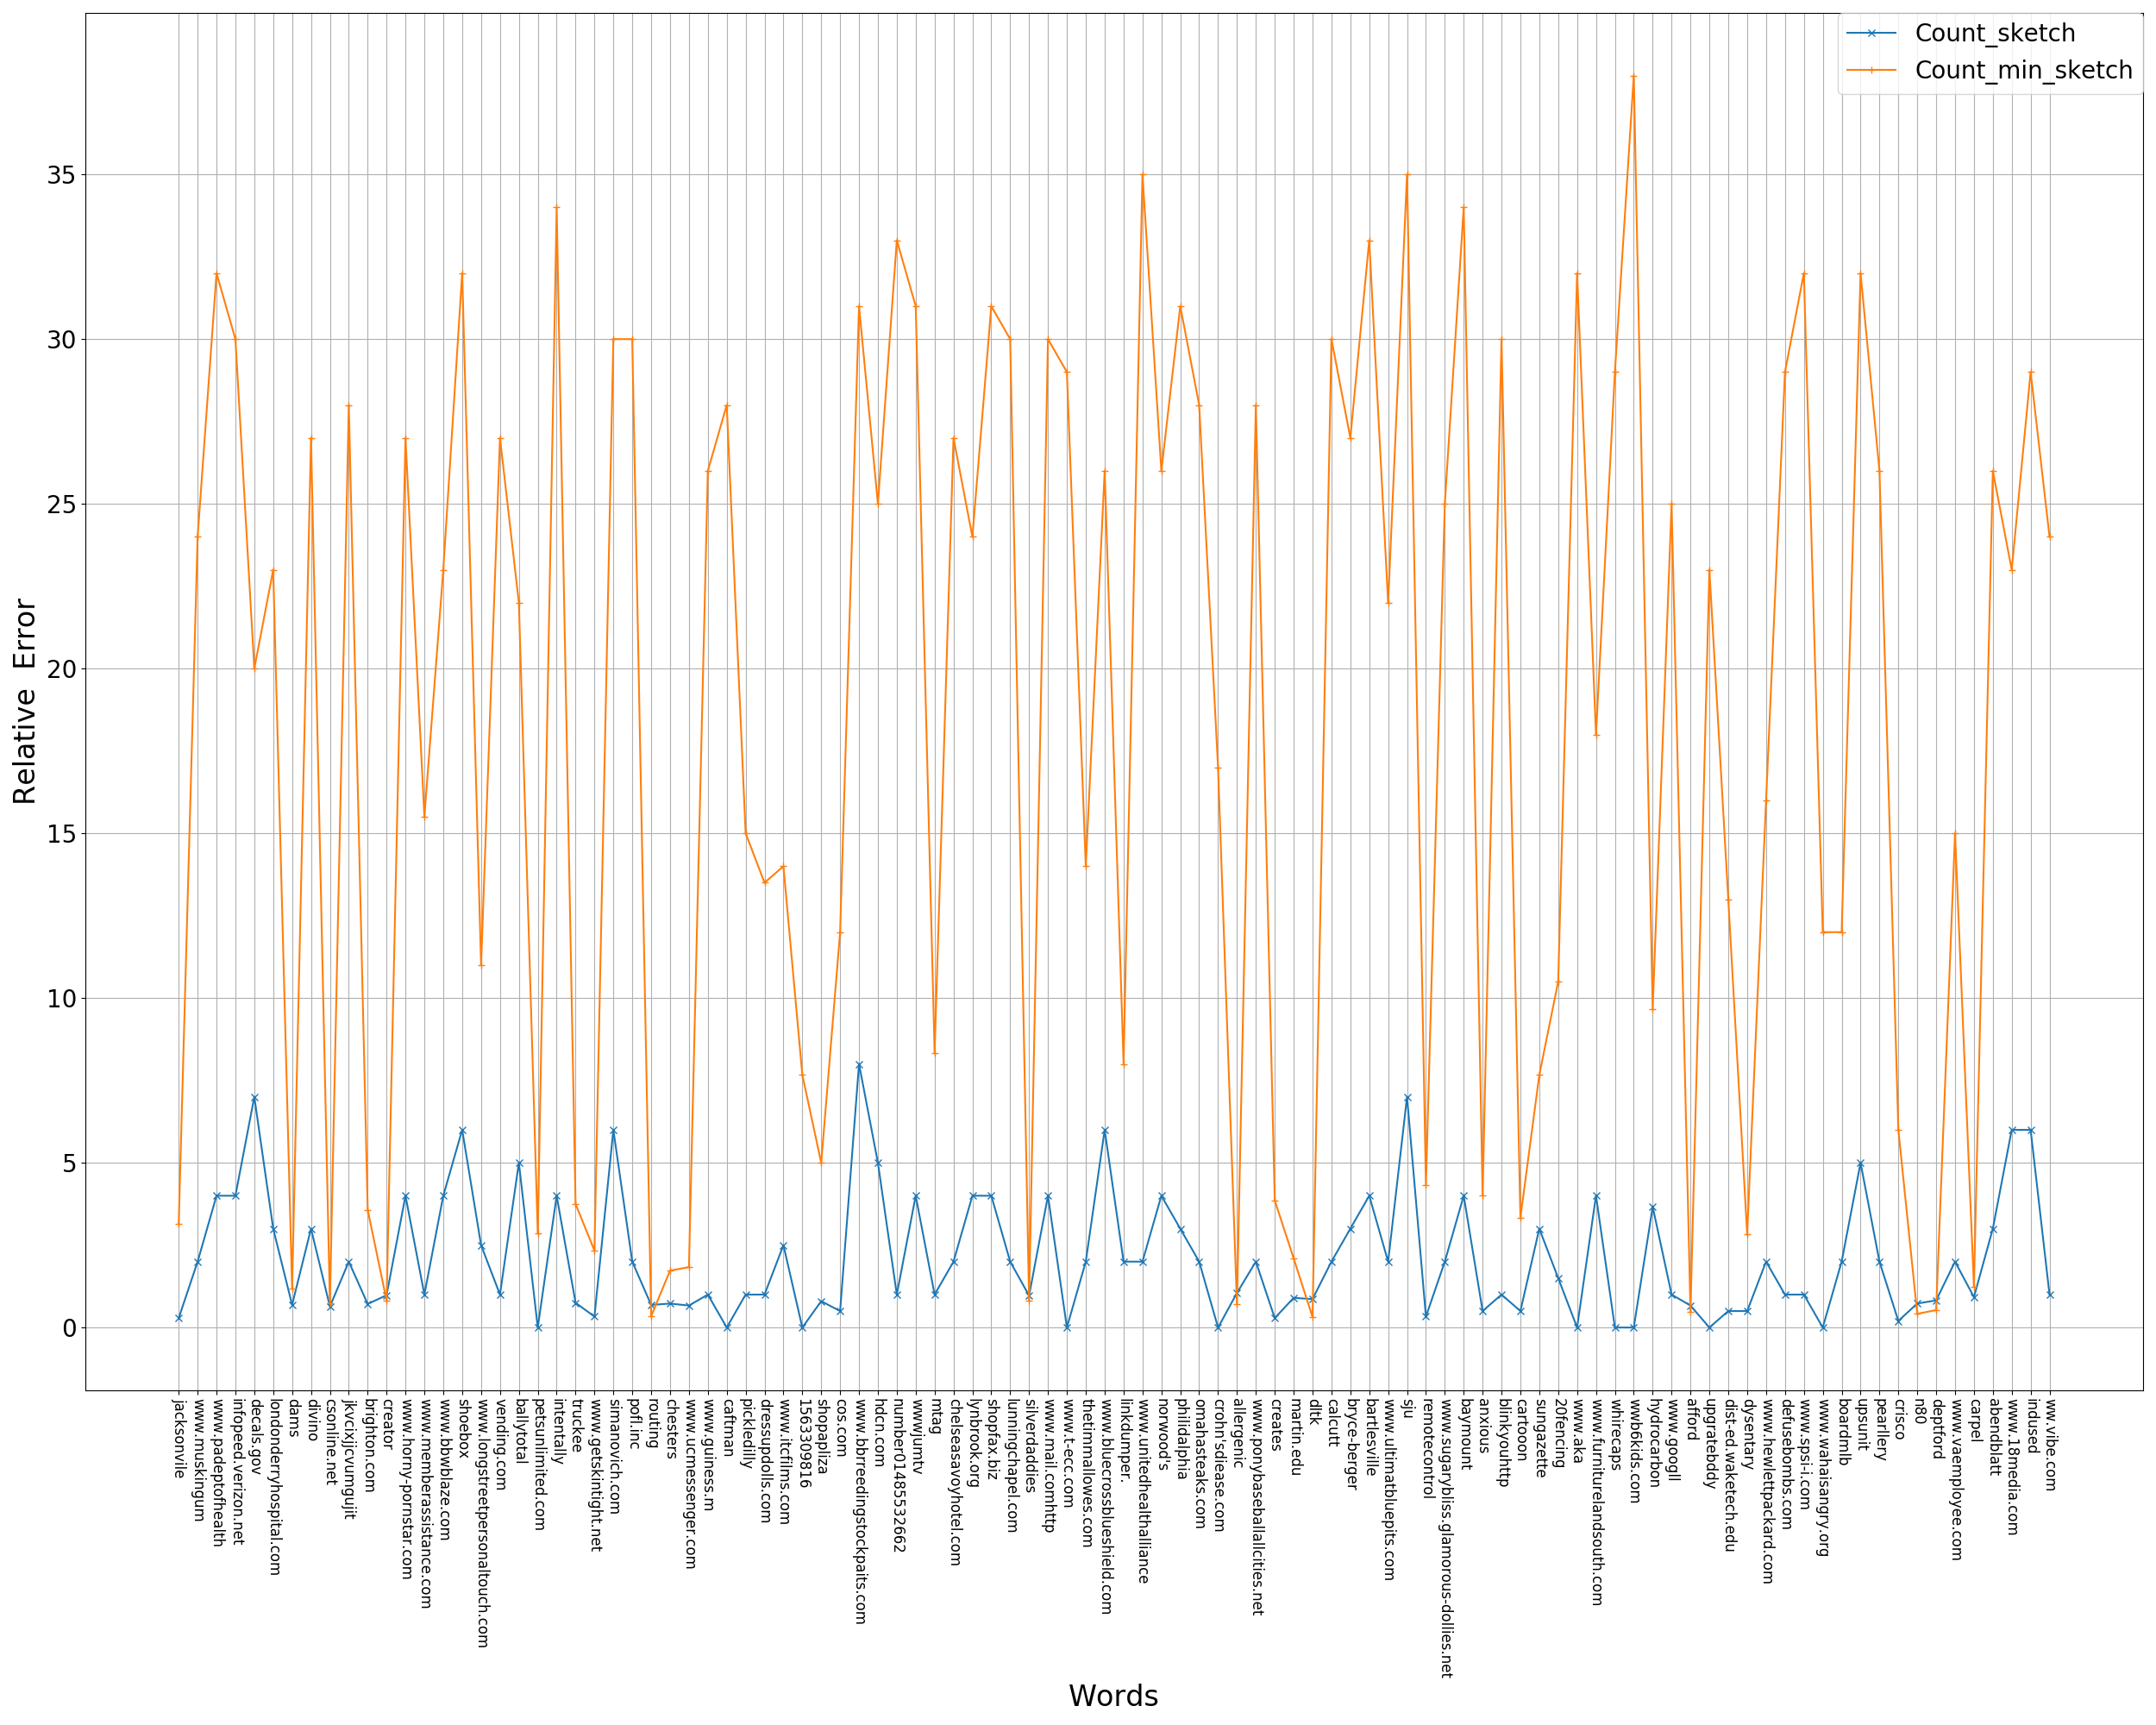 Count_sketch
Count_min_sketch
Relative Error
35
30
25
20
15
10
5
0
jacksonville
www.muskingum
www.padeptofhealth
infopeed.verizon.net
decals.gov
londonderryhospital.com
dams
divino
csonline.net
jkvcixjjcvumgujit
brighton.com
creator
www.horny-pornstar.com
www.memberassistance.com
www.bbwblaze.com
shoebox
www.longstreetpersonaltouch.com
vending.com
ballytotal
petsunlimited.com
intentally
truckee
www.getskintight.net
simanovich.com
pofl.inc
routing
chesters
www.ucmessenger.com
www.guiness.m
caftman
pickledilly
dressupdolls.com
www.itcfilms.com
1563309816
shopapliza
cos.com
www.bbrreedingstockpaits.com
hdcn.com
number01485532662
wwwjumtv
mtag
chelseasavoyhotel.com
lynbrook.org
shopfax.biz
lunningchapel.com
silverdaddies
www.mail.comhttp
www.t-ecc.com
thetimmallowes.com
www.bluecrossblueshield.com
linkdumper.
www.unitedhealthalliance
norwood's
phildalphia
omahasteaks.com
crohn'sdiease.com
allergenic
www.ponybaseballallcities.net
creates
martin.edu
dltk
calcutt
bryce-berger
bartlesville
www.ultimatbluepits.com
sju
remotecontrol
www.sugarybliss.glamorous-dollies.net
baymount
anxious
blinkyouhttp
cartooon
sungazette
20fencing
www.aka
www.furniturelandsouth.com
whirecaps
wwb6kids.com
hydrocarbon
www.googll
afford
upgratebddy
dist-ed.waketech.edu
dysentary
www.hewlettpackard.com
defusebombs.com
www.spsi-i.com
www.wahaisangry.org
boardmlb
upsunit
pearllery
crisco
n80
deptford
www.vaemployee.com
carpel
abendblatt
www.18media.com
indused
ww.vibe.com
Words